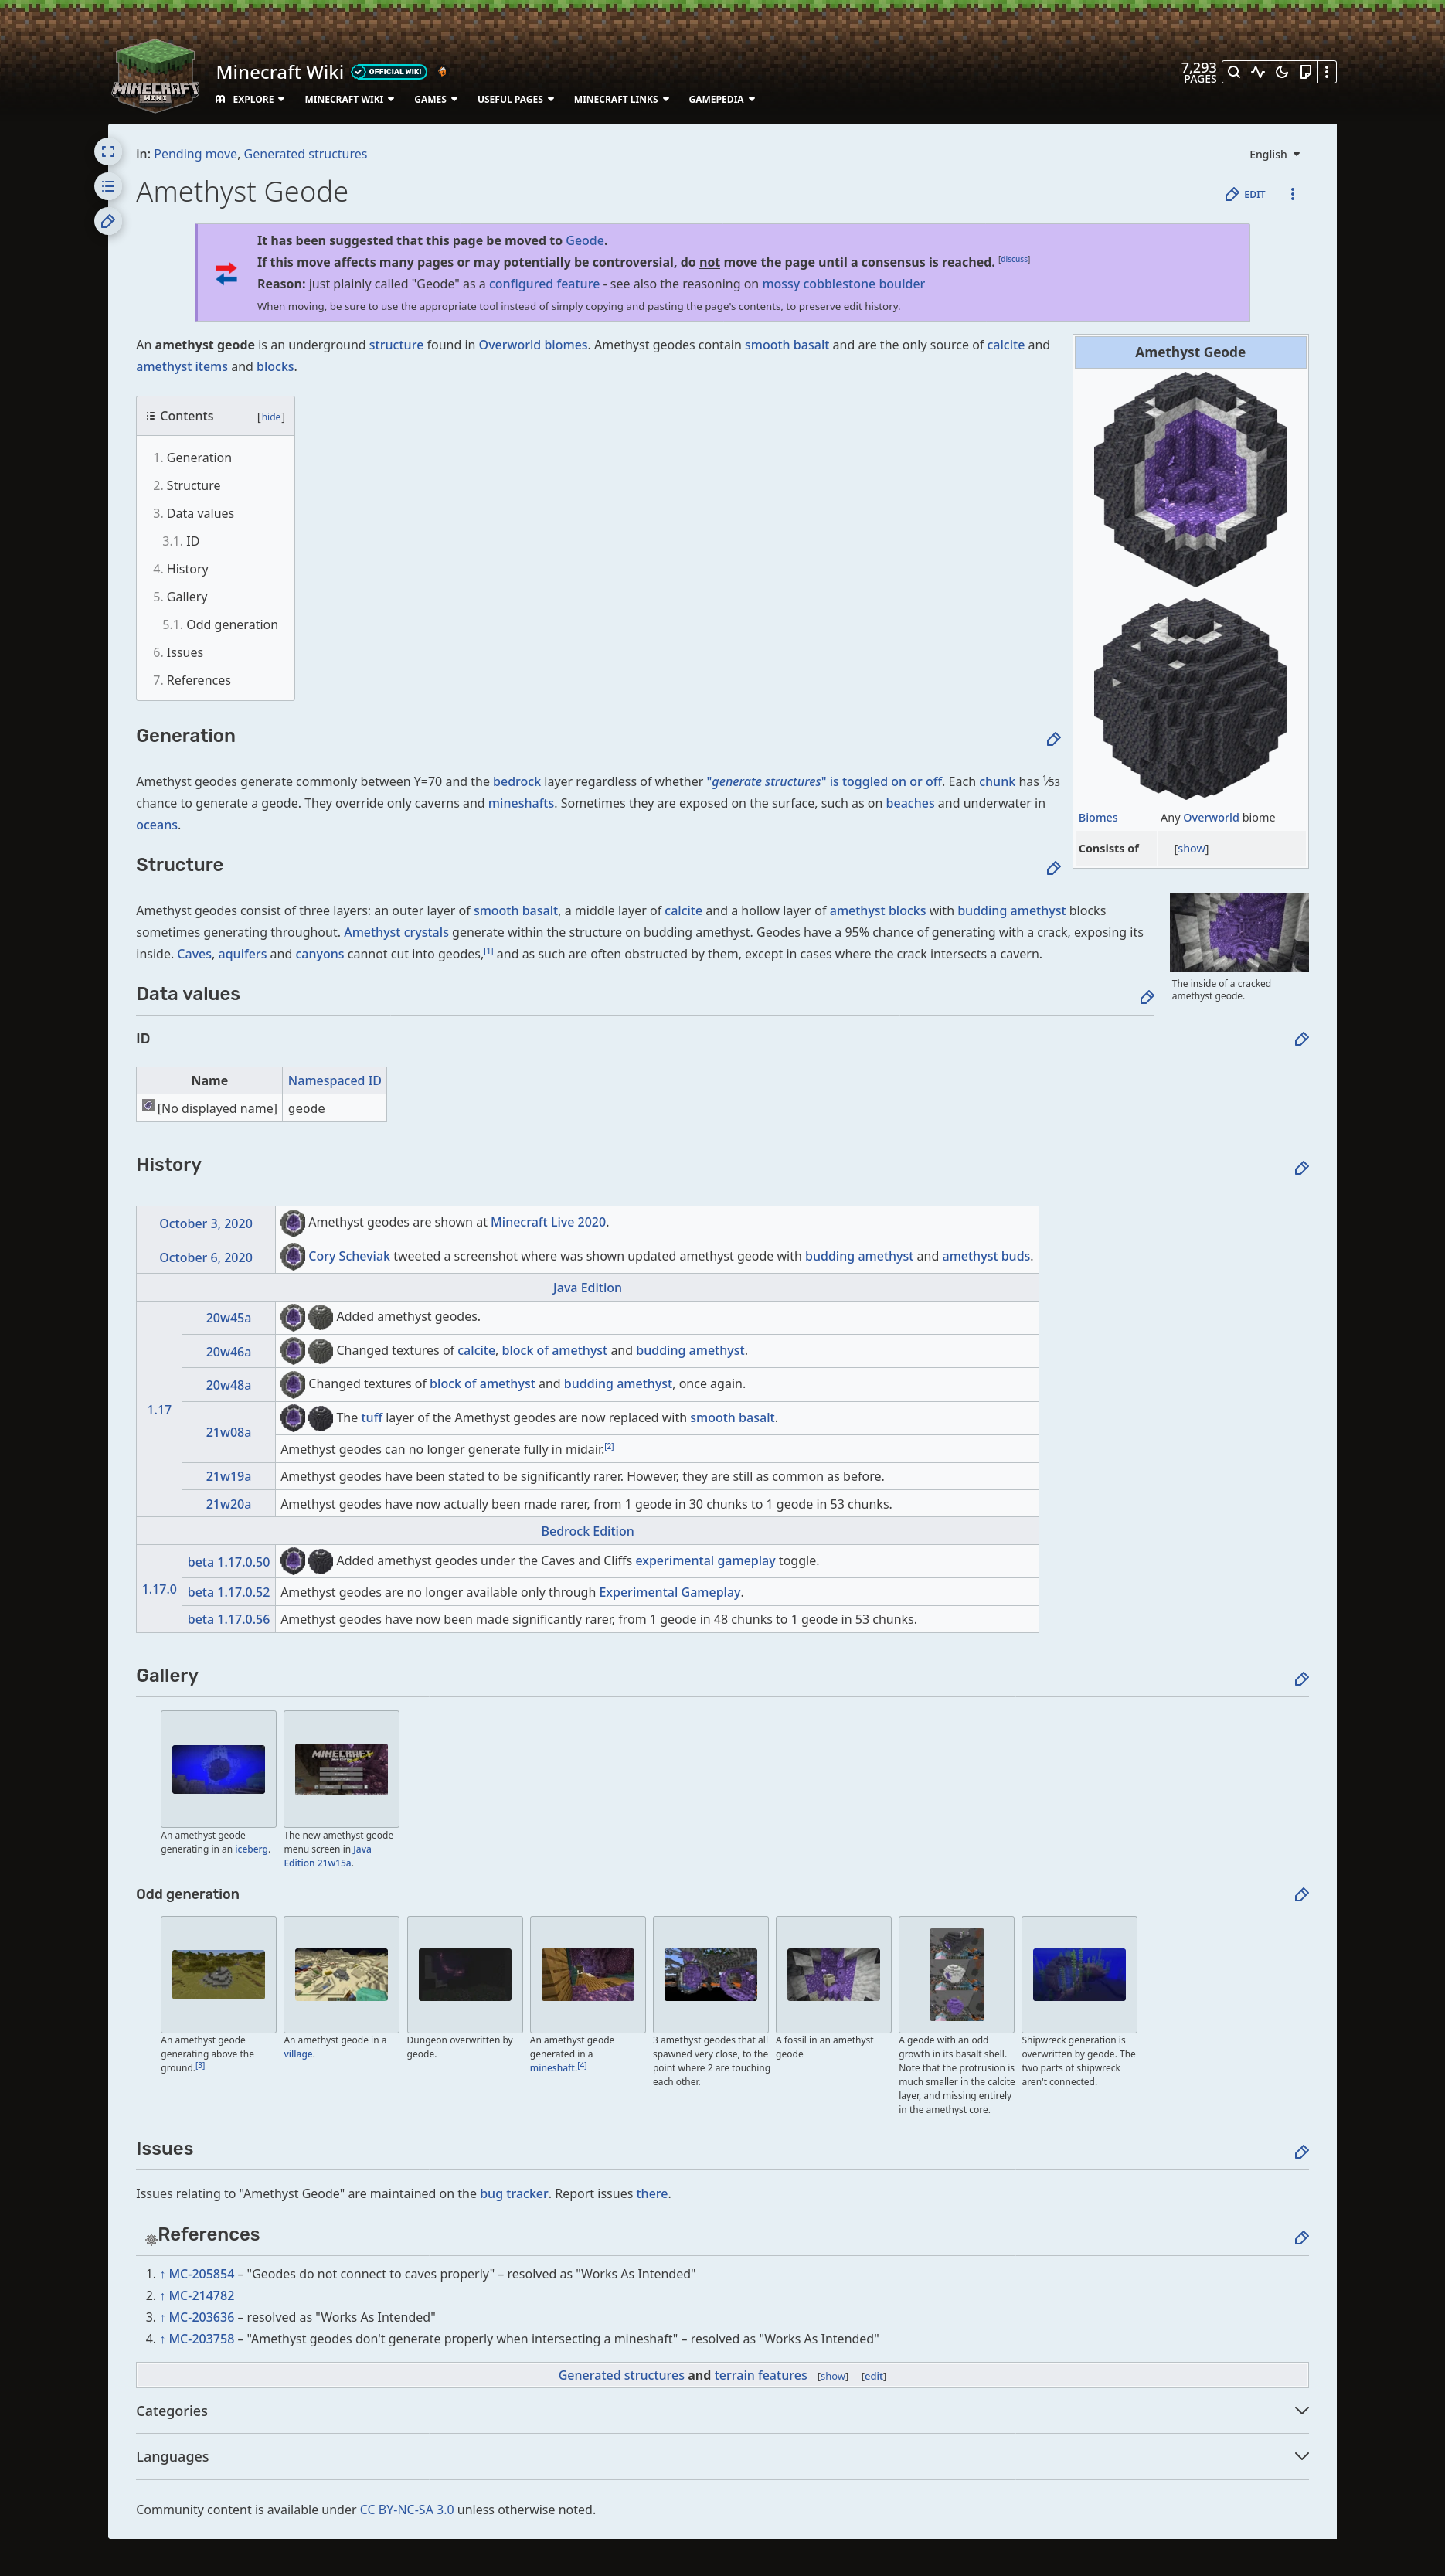 Minecraft Wiki
OFFICIAL WIKI
MINECRAFT
WIKI
7,293
PAGES
EXPLORE
MINECRAFT WIKI
GAMES
USEFUL PAGES
MINECRAFT LINKS
GAMEPEDIA
in: Pending move, Generated structures
English
Amethyst Geode
EDIT
It has been suggested that this page be moved to Geode.
If this move affects many pages or may potentially be controversial, do not move the page until a consensus is reached. [discuss]
Reason: just plainly called "Geode" as a configured feature - see also the reasoning on mossy cobblestone boulder
When moving, be sure to use the appropriate tool instead of simply copying and pasting the page's contents, to preserve edit history.
An amethyst geode is an underground structure found in Overworld biomes. Amethyst geodes contain smooth basalt and are the only source of calcite and
amethyst items and blocks.
Amethyst Geode
Biomes
Any Overworld biome
Consists of
[show]
Contents
[hide]
1. Generation
2. Structure
3. Data values
3.1. ID
4. History
5. Gallery
5.1. Odd generation
6. Issues
7. References
Generation
Amethyst geodes generate commonly between Y=70 and the bedrock layer regardless of whether "generate structures" is toggled on or off. Each chunk has 1⁄53
chance to generate a geode. They override only caverns and mineshafts. Sometimes they are exposed on the surface, such as on beaches and underwater in
oceans.
Structure
Amethyst geodes consist of three layers: an outer layer of smooth basalt, a middle layer of calcite and a hollow layer of amethyst blocks with budding amethyst blocks
sometimes generating throughout. Amethyst crystals generate within the structure on budding amethyst. Geodes have a 95% chance of generating with a crack, exposing its
inside. Caves, aquifers and canyons cannot cut into geodes,[1] and as such are often obstructed by them, except in cases where the crack intersects a cavern.
The inside of a cracked
amethyst geode.
Data values
ID
Name
Namespaced ID
[No displayed name]
geode
History
October 3, 2020
Amethyst geodes are shown at Minecraft Live 2020.
October 6, 2020
Cory Scheviak tweeted a screenshot where was shown updated amethyst geode with budding amethyst and amethyst buds.
Java Edition
1.17
20w45a
Added amethyst geodes.
20w46a
Changed textures of calcite, block of amethyst and budding amethyst.
20w48a
Changed textures of block of amethyst and budding amethyst, once again.
21w08a
The tuff layer of the Amethyst geodes are now replaced with smooth basalt.
Amethyst geodes can no longer generate fully in midair.[2]
21w19a
Amethyst geodes have been stated to be significantly rarer. However, they are still as common as before.
21w20a
Amethyst geodes have now actually been made rarer, from 1 geode in 30 chunks to 1 geode in 53 chunks.
Bedrock Edition
1.17.0
beta 1.17.0.50
Added amethyst geodes under the Caves and Cliffs experimental gameplay toggle.
beta 1.17.0.52
Amethyst geodes are no longer available only through Experimental Gameplay.
beta 1.17.0.56
Amethyst geodes have now been made significantly rarer, from 1 geode in 48 chunks to 1 geode in 53 chunks.
Gallery
MINECRAFT
An amethyst geode
generating in an iceberg.
The new amethyst geode
menu screen in Java
Edition 21w15a.
Odd generation
An amethyst geode
generating above the
ground.[3]
An amethyst geode in a
village.
Dungeon overwritten by
geode.
An amethyst geode
generated in a
mineshaft.[4]
3 amethyst geodes that all
spawned very close, to the
point where 2 are touching
each other.
A fossil in an amethyst
geode
A geode with an odd
growth in its basalt shell.
Note that the protrusion is
much smaller in the calcite
layer, and missing entirely
in the amethyst core.
Shipwreck generation is
overwritten by geode. The
two parts of shipwreck
aren't connected.
Issues
Issues relating to "Amethyst Geode" are maintained on the bug tracker. Report issues there.
References
1. ↑ MC-205854 – "Geodes do not connect to caves properly" – resolved as "Works As Intended"
2. ↑ MC-214782
3. ↑ MC-203636 – resolved as "Works As Intended"
4. ↑ MC-203758 – "Amethyst geodes don't generate properly when intersecting a mineshaft" – resolved as "Works As Intended"
Generated structures and terrain features [show] [edit]
Categories
Languages
Community content is available under CC BY-NC-SA 3.0 unless otherwise noted.